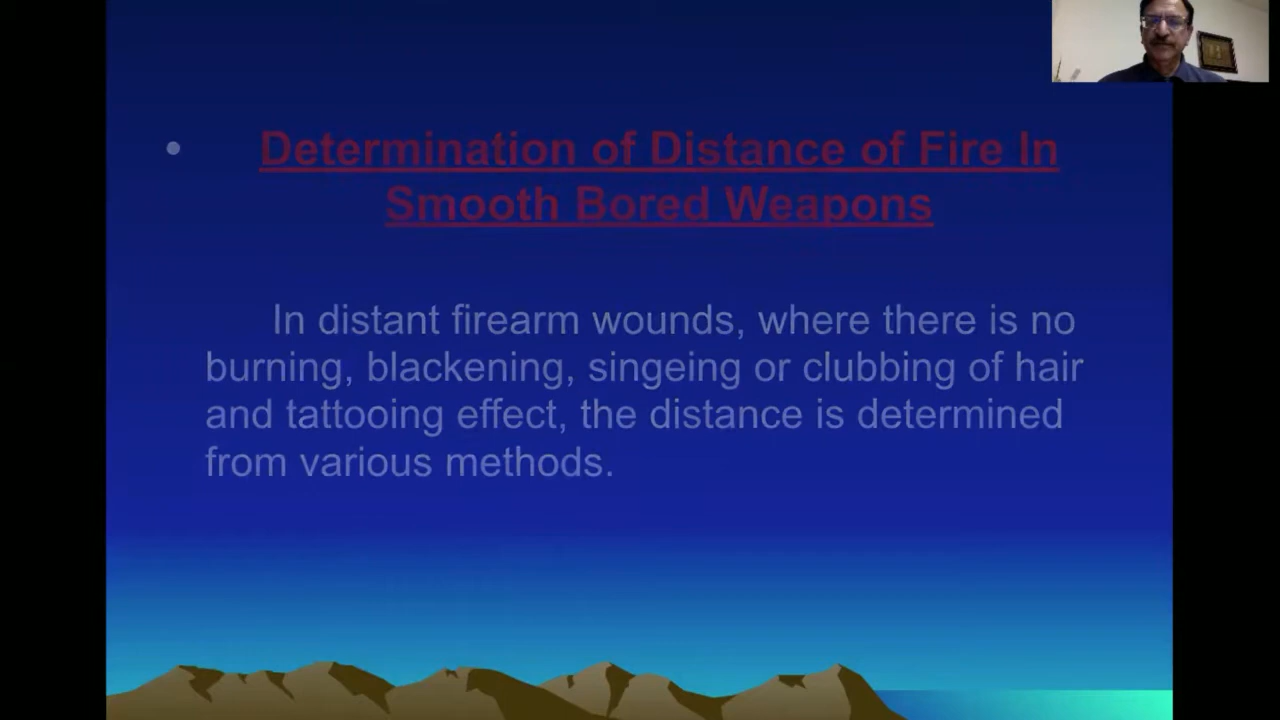 • Determination of Distance of Fire In
Smooth Bored Weapons
In distant firearm wounds, where there is no
burning, blackening, singeing or clubbing of hair
and tattooing effect, the distance is determined
from various methods.